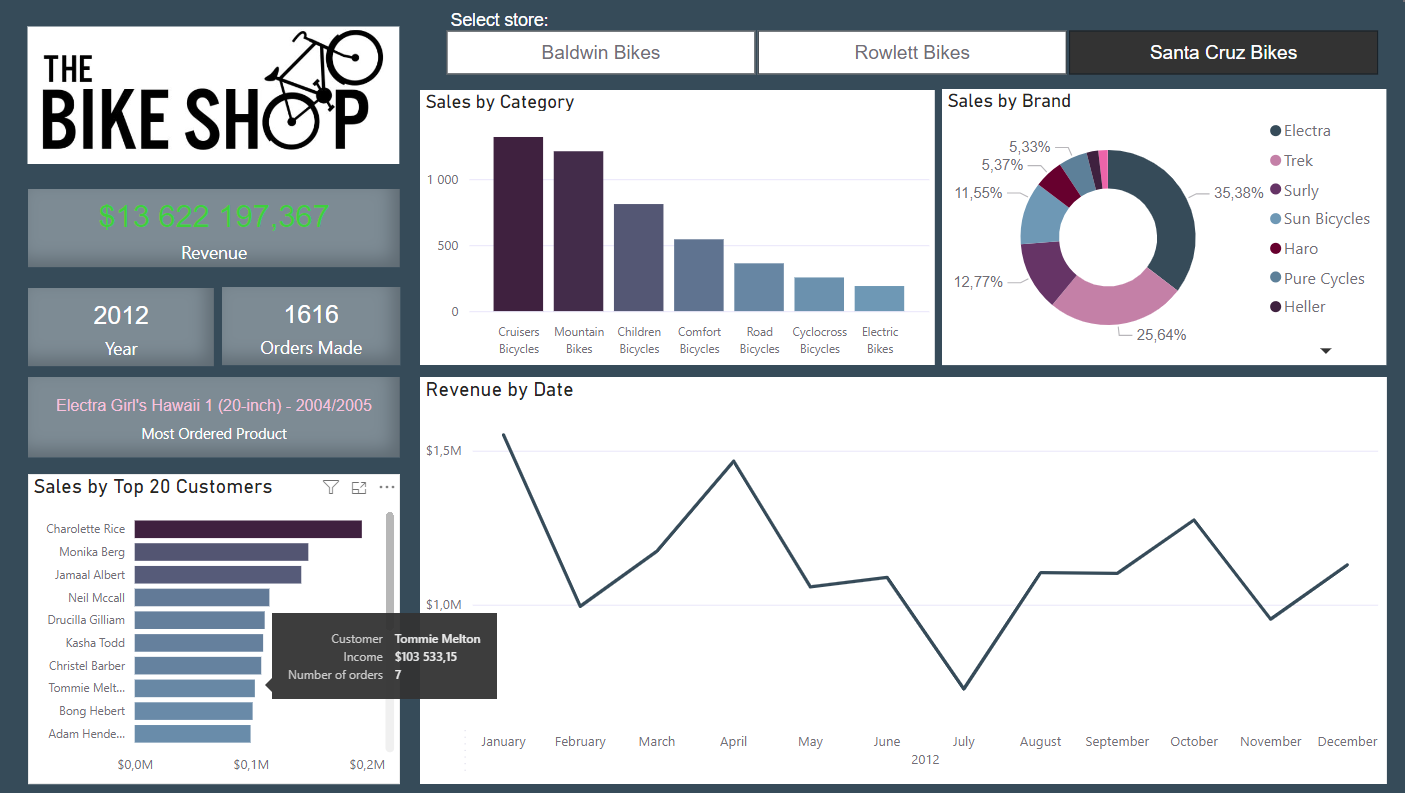 THE
BIKE SHOP
Select store:
Baldwin Bikes
Rowlett Bikes
Santa Cruz Bikes
$13 622 197,367
Revenue
2012
Year
1616
Orders Made
Electra Girl's Hawaii 1 (20-inch) - 2004/2005
Most Ordered Product
Sales by Category
1 000
500
0
Cruisers
Bicycles
Mountain
Bikes
Children
Bicycles
Comfort
Bicycles
Road
Bicycles
Cyclocross
Bicycles
Electric
Bikes
Sales by Brand
5,33%
5,37%
11,55%
12,77%
35,38%
25,64%
Electra
Trek
Surly
Sun Bicycles
Haro
Pure Cycles
Heller
Sales by Top 20 Customers
Charolette Rice
Monika Berg
Jamaal Albert
Neil Mccall
Drucilla Gilliam
Kasha Todd
Christel Barber
Tommie Melt...
Bong Hebert
Adam Hende...
$0,0M
$0,1M
$0,2M
Customer Tommie Melton
Income $103 533,15
Number of orders 7
Revenue by Date
$1,5M
$1,0M
January
February
March
April
May
June
July
August
September
October
November
December
2012